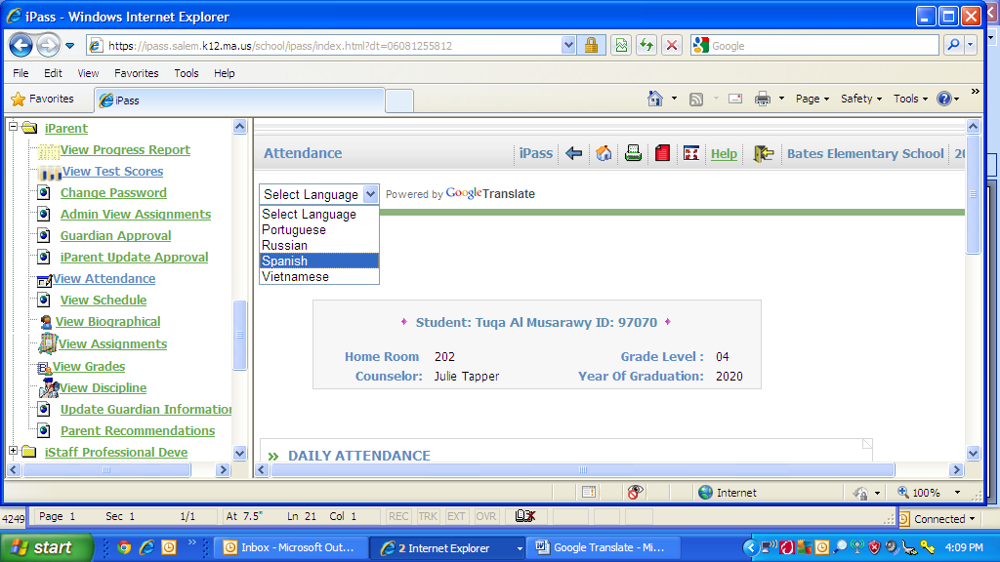 iPass - Windows Internet Explorer
https://ipass.salem.k12.ma.us/school/ipass/index.html?dt=06081255812
Google
File Edit View Favorites Tools Help
Favorites
iPass
Page Safety Tools
iParent
View Progress Report
View Test Scores
Change Password
Admin View Assignments
Guardian Approval
iParent Update Approval
View Attendance
View Schedule
View Biographical
View Assignments
View Grades
View Discipline
Update Guardian Information
Parent Recommendations
iStaff Professional Deve
Attendance
iPass Help Bates Elementary School 20
Select Language Powered by Google Translate
Select Language
Portuguese
Russian
Spanish
Vietnamese
Student: Tuqa Al Musarawy ID: 97070
Home Room 202 Grade Level : 04
Counselor: Julie Tapper Year Of Graduation: 2020
DAILY ATTENDANCE
Internet 100%
4249 Page 1 Sec 1 1/1 At 7.5" Ln 21 Col 1 REC TRK EXT OVR Connected
start Inbox - Microsoft Out... 2 Internet Explorer Google Translate - Mi... 4:09 PM